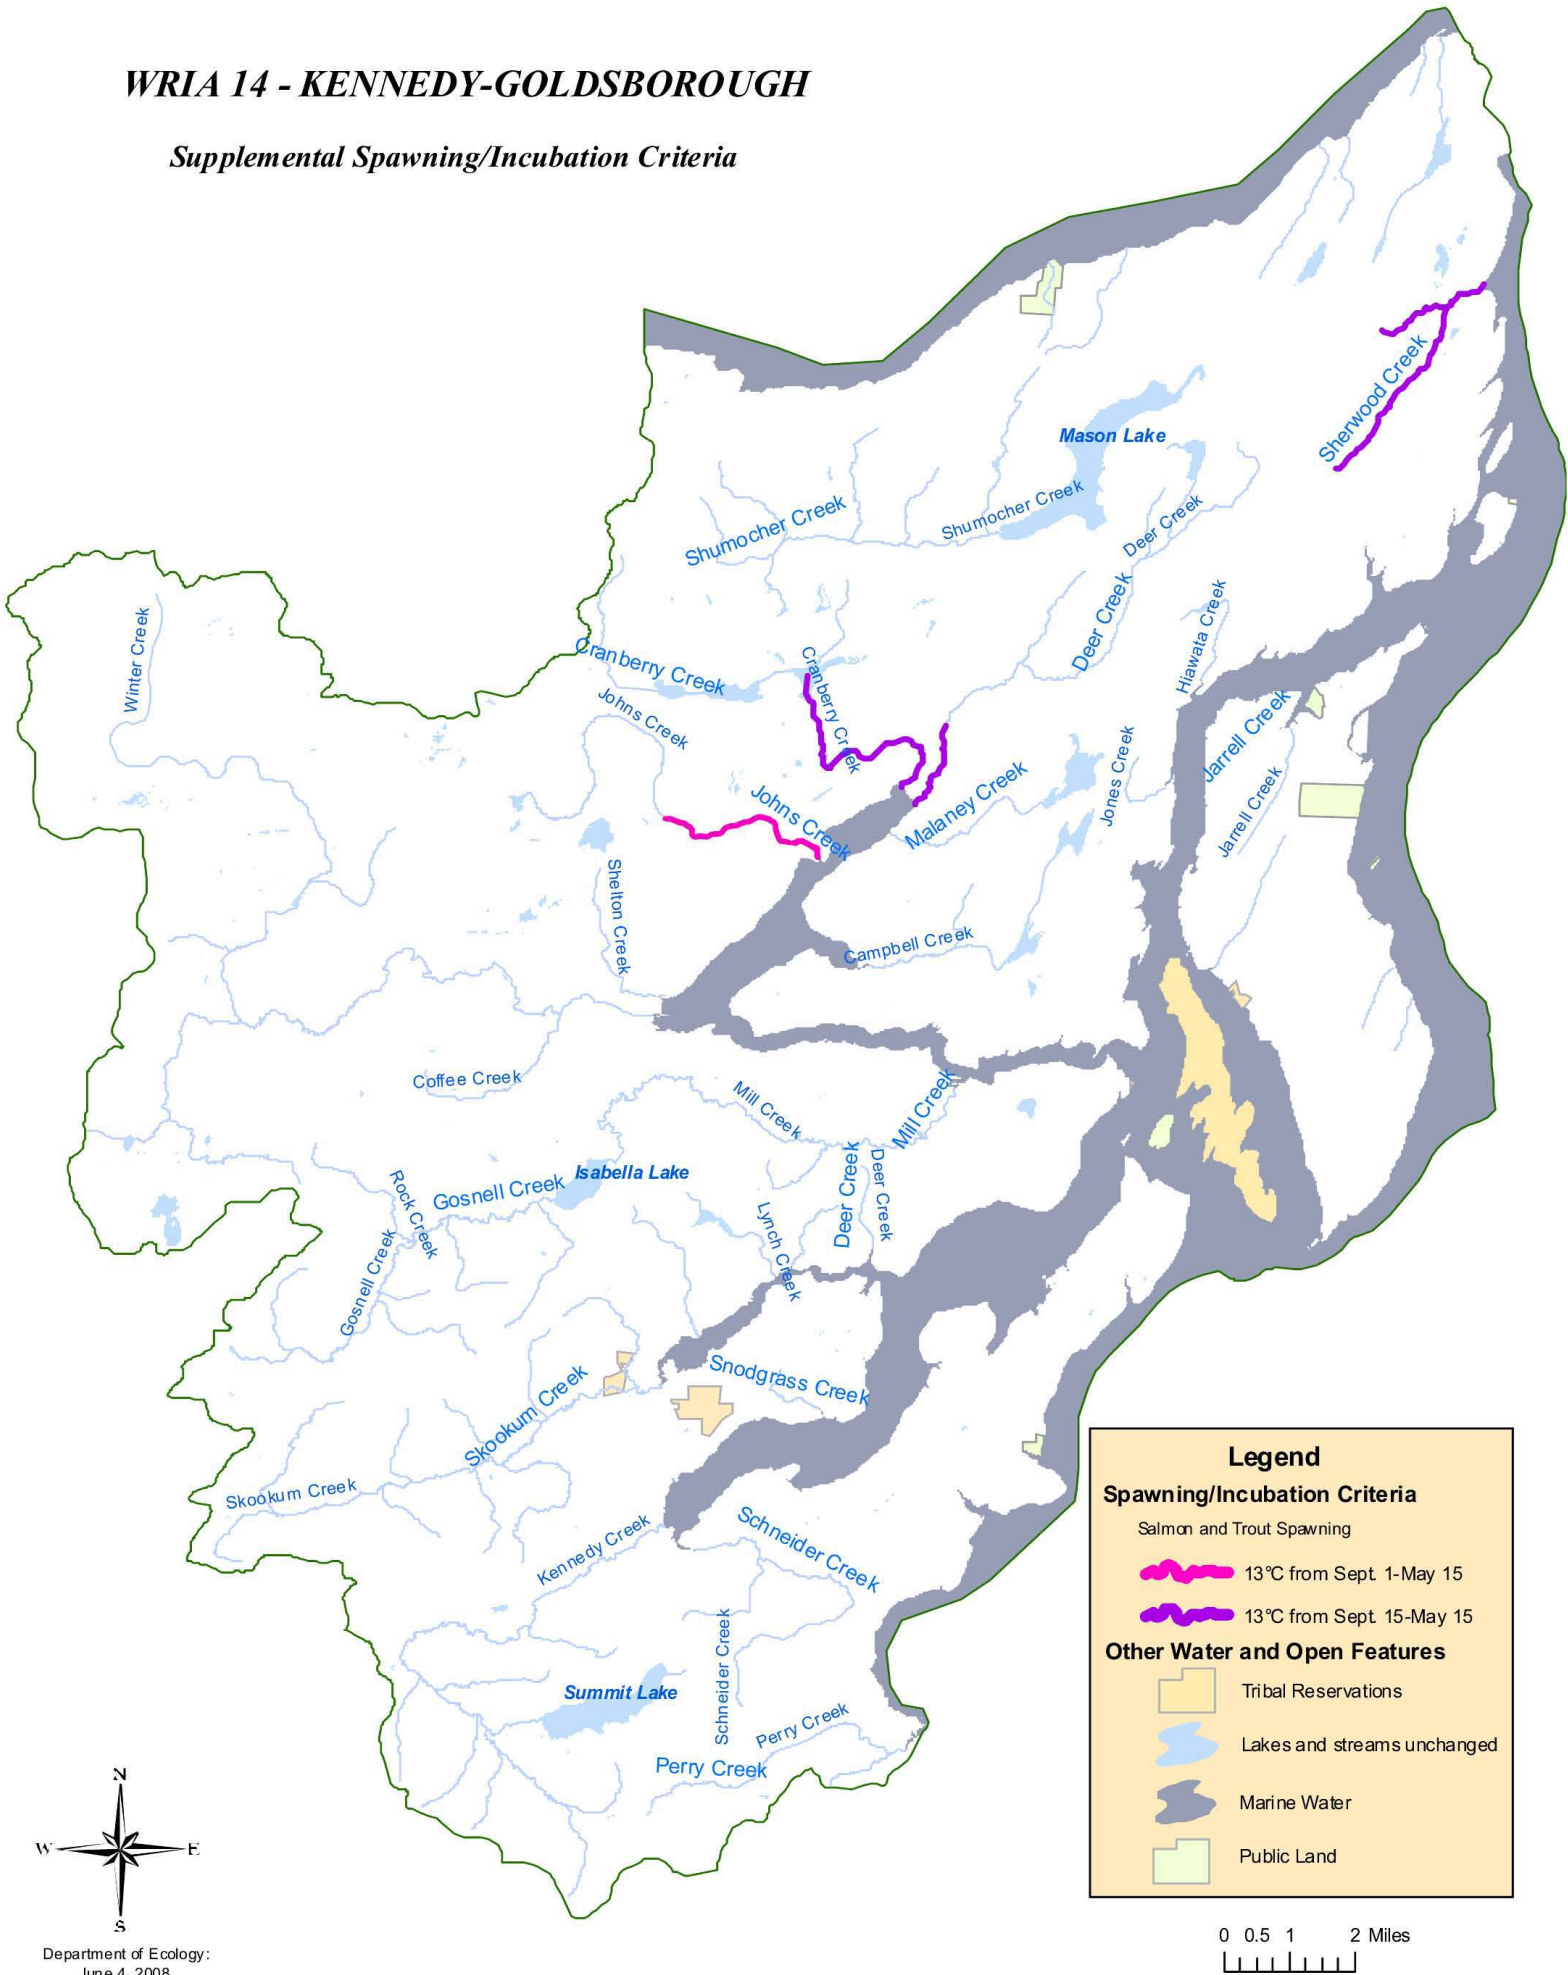 WRIA 14 - KENNEDY-GOLDSBOROUGH
Supplemental Spawning/Incubation Criteria
Sherwood Creek
Mason Lake
Shumocher Creek
Shumocher Creek
Deer Creek
Deer Creek
Hiawata Creek
Winter Creek
Cranberry Creek
Cranberry Creek
Johns Creek
Johns Creek
Jarrell Creek
Jarrell Creek
Jones Creek
Malaney Creek
Shelton Creek
Campbell Creek
Coffee Creek
Mill Creek
Mill Creek
Isabella Lake
Rock Creek
Gosnell Creek
Gosnell Creek
Deer Creek
Deer Creek
Lynch Creek
Snodgrass Creek
Skookum Creek
Skookum Creek
Kennedy Creek
Schneider Creek
Schneider Creek
Summit Lake
Perry Creek
Perry Creek
Legend
Spawning/Incubation Criteria
Salmon and Trout Spawning
13°C from Sept. 1-May 15
13°C from Sept. 15-May 15
Other Water and Open Features
Tribal Reservations
Lakes and streams unchanged
Marine Water
Public Land
N
W E
S
Department of Ecology:
June 4, 2008
0 0.5 1 2 Miles